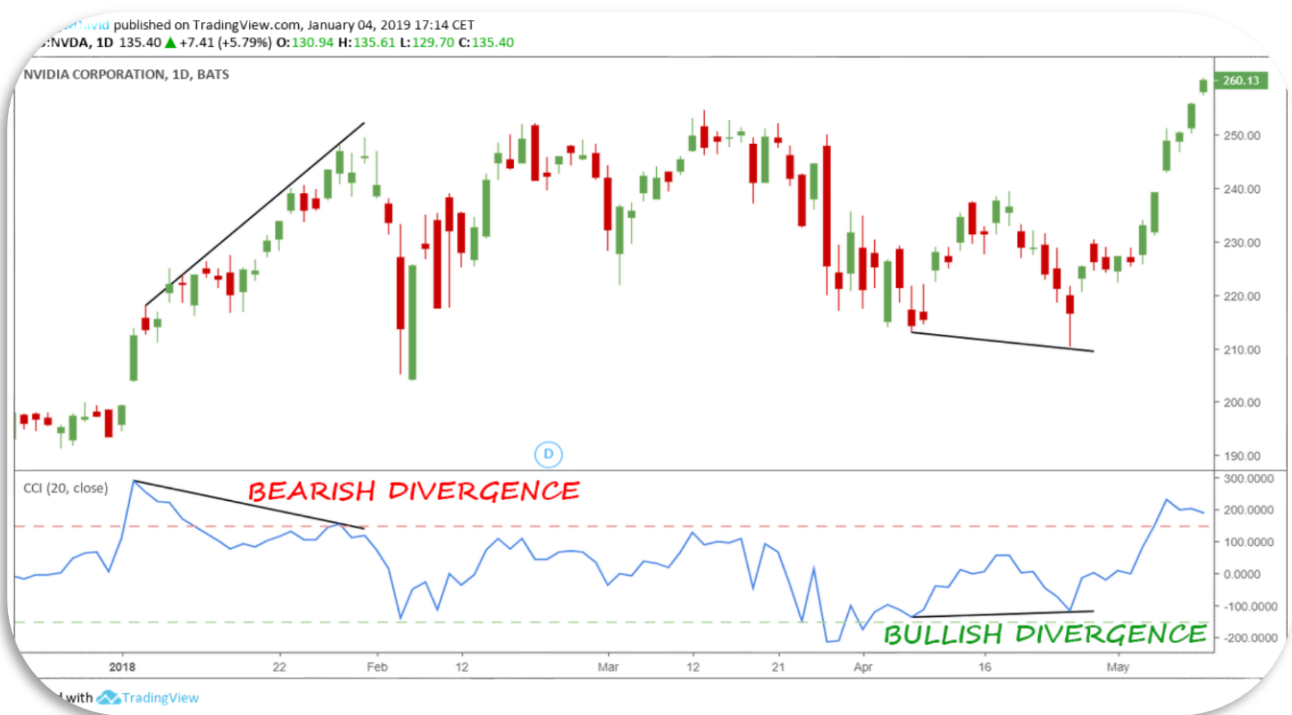 published on TradingView.com, January 04, 2019 17:14 CET
:NVDA, 1D 135.40 ▲ +7.41 (+5.79%) O:130.94 H:135.61 L:129.70 C:135.40
NVIDIA CORPORATION, 1D, BATS
260.13
250.00
240.00
230.00
220.00
210.00
200.00
190.00
D
CCI (20, close)
BEARISH DIVERGENCE
BULLISH DIVERGENCE
300.0000
200.0000
100.0000
0.0000
-100.0000
-200.0000
2018 22 Feb 12 Mar 12 21 Apr 16 May
with TradingView